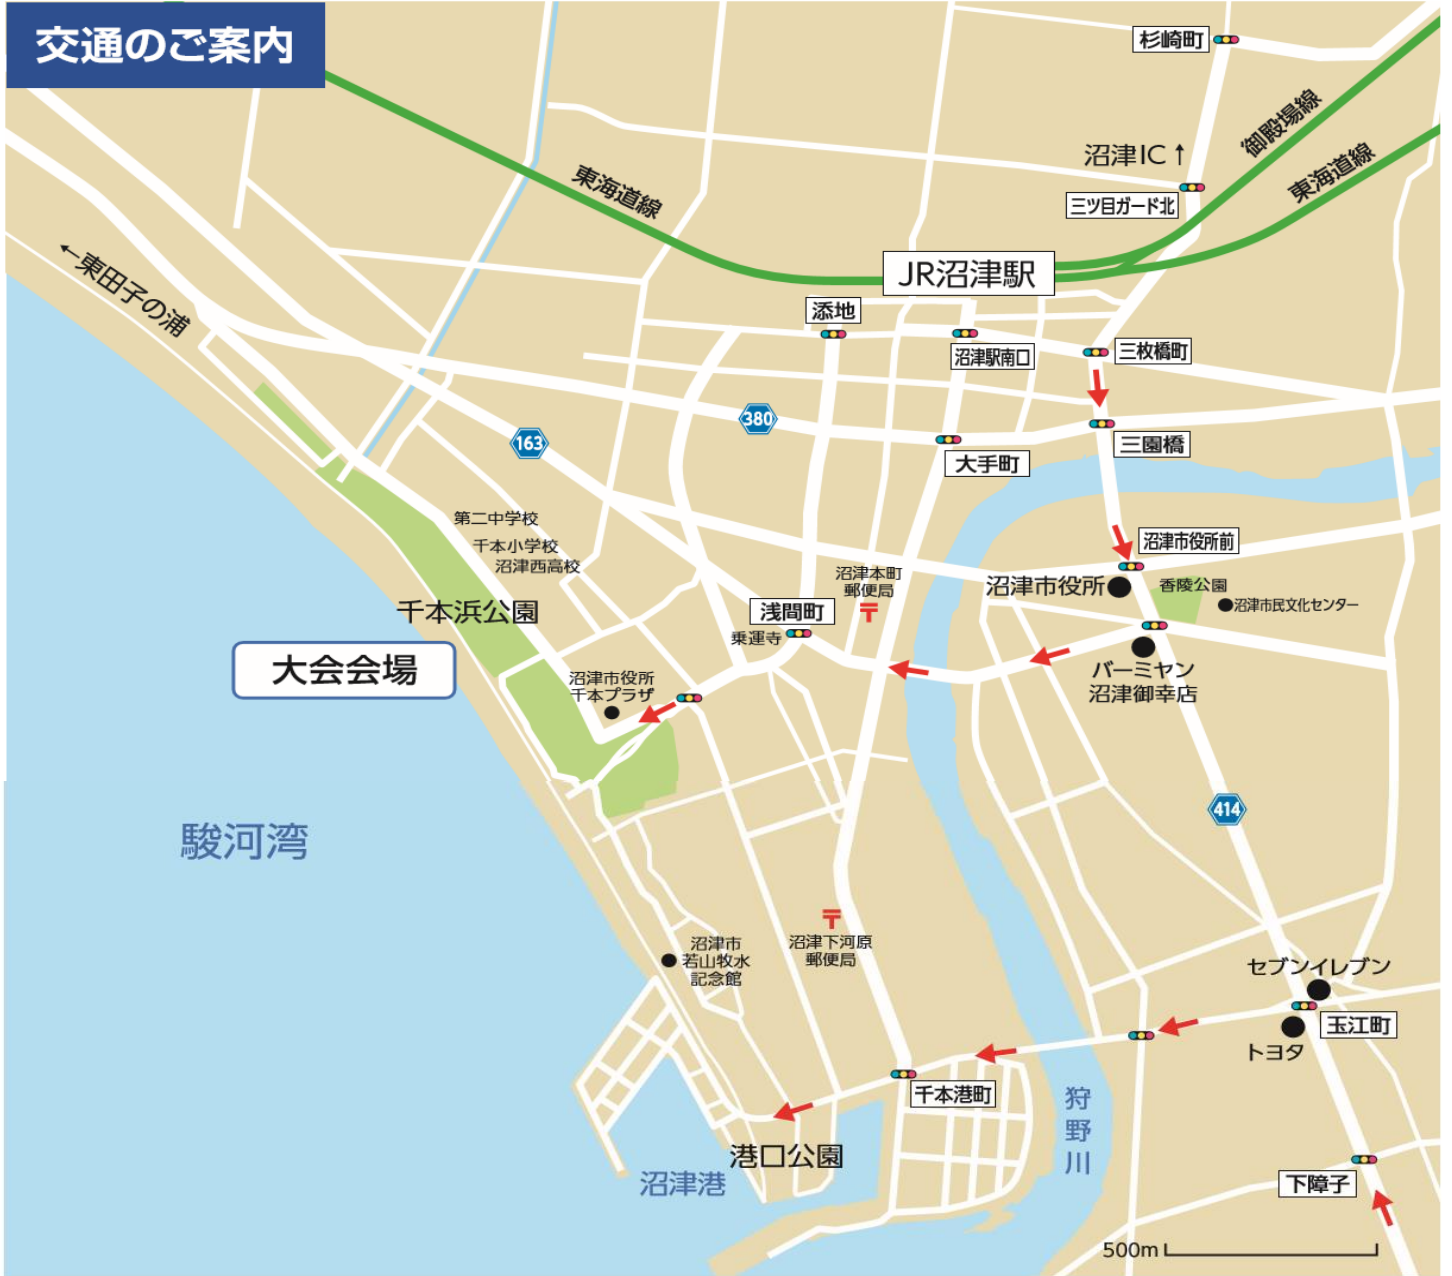 交通のご案内
杉崎町
御殿場線
沼津IC↑
東海道線
東海道線
三ツ目ガード北
←東田子の浦
JR沼津駅
添地
沼津駅南口
三枚橋町
380
163
大手町
三園橋
第二中学校
千本小学校
沼津西高校
沼津市役所前
沼津本町
郵便局
〒
沼津市役所
香陵公園
沼津市民文化センター
千本浜公園
浅間町
乗運寺
大会会場
沼津市役所
千本プラザ
バーミヤン
沼津御幸店
414
駿河湾
〒
沼津下河原
郵便局
沼津市
若山牧水
記念館
セブンイレブン
玉江町
トヨタ
千本港町
狩野川
港口公園
沼津港
下障子
500m